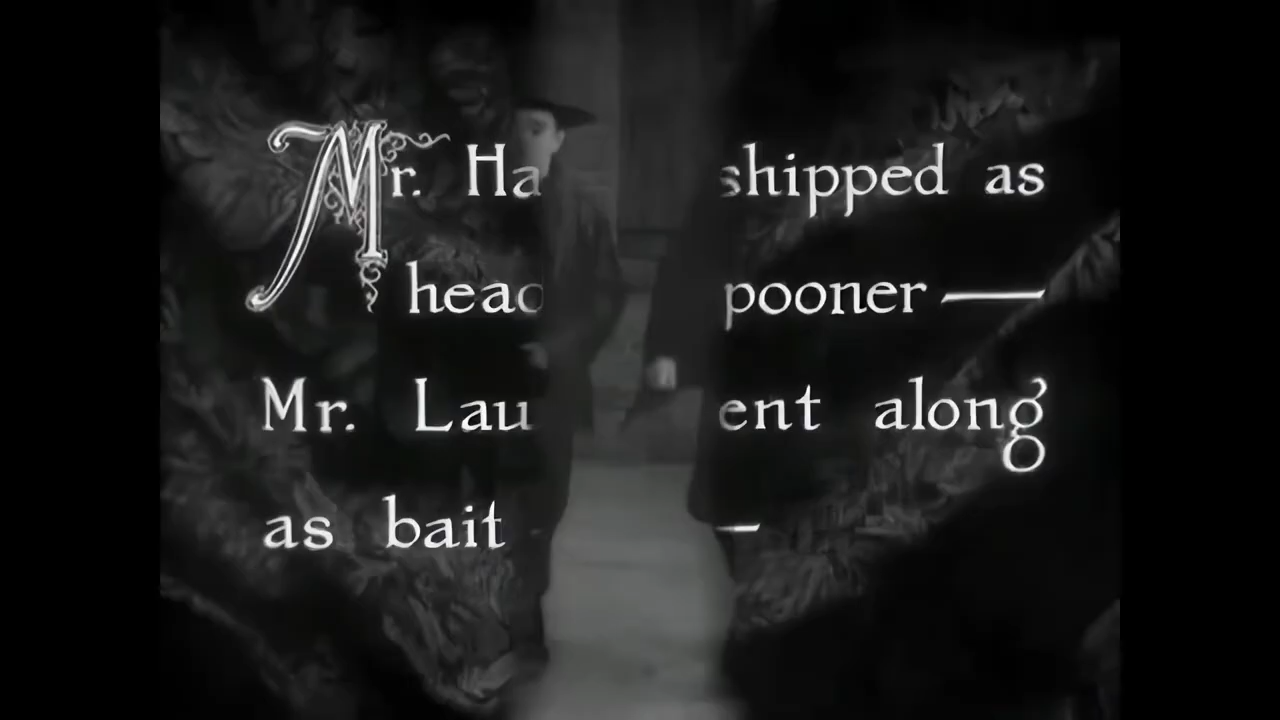 Mr. Ha shipped as
head pooner —
Mr. Lau ent along
as bait - —